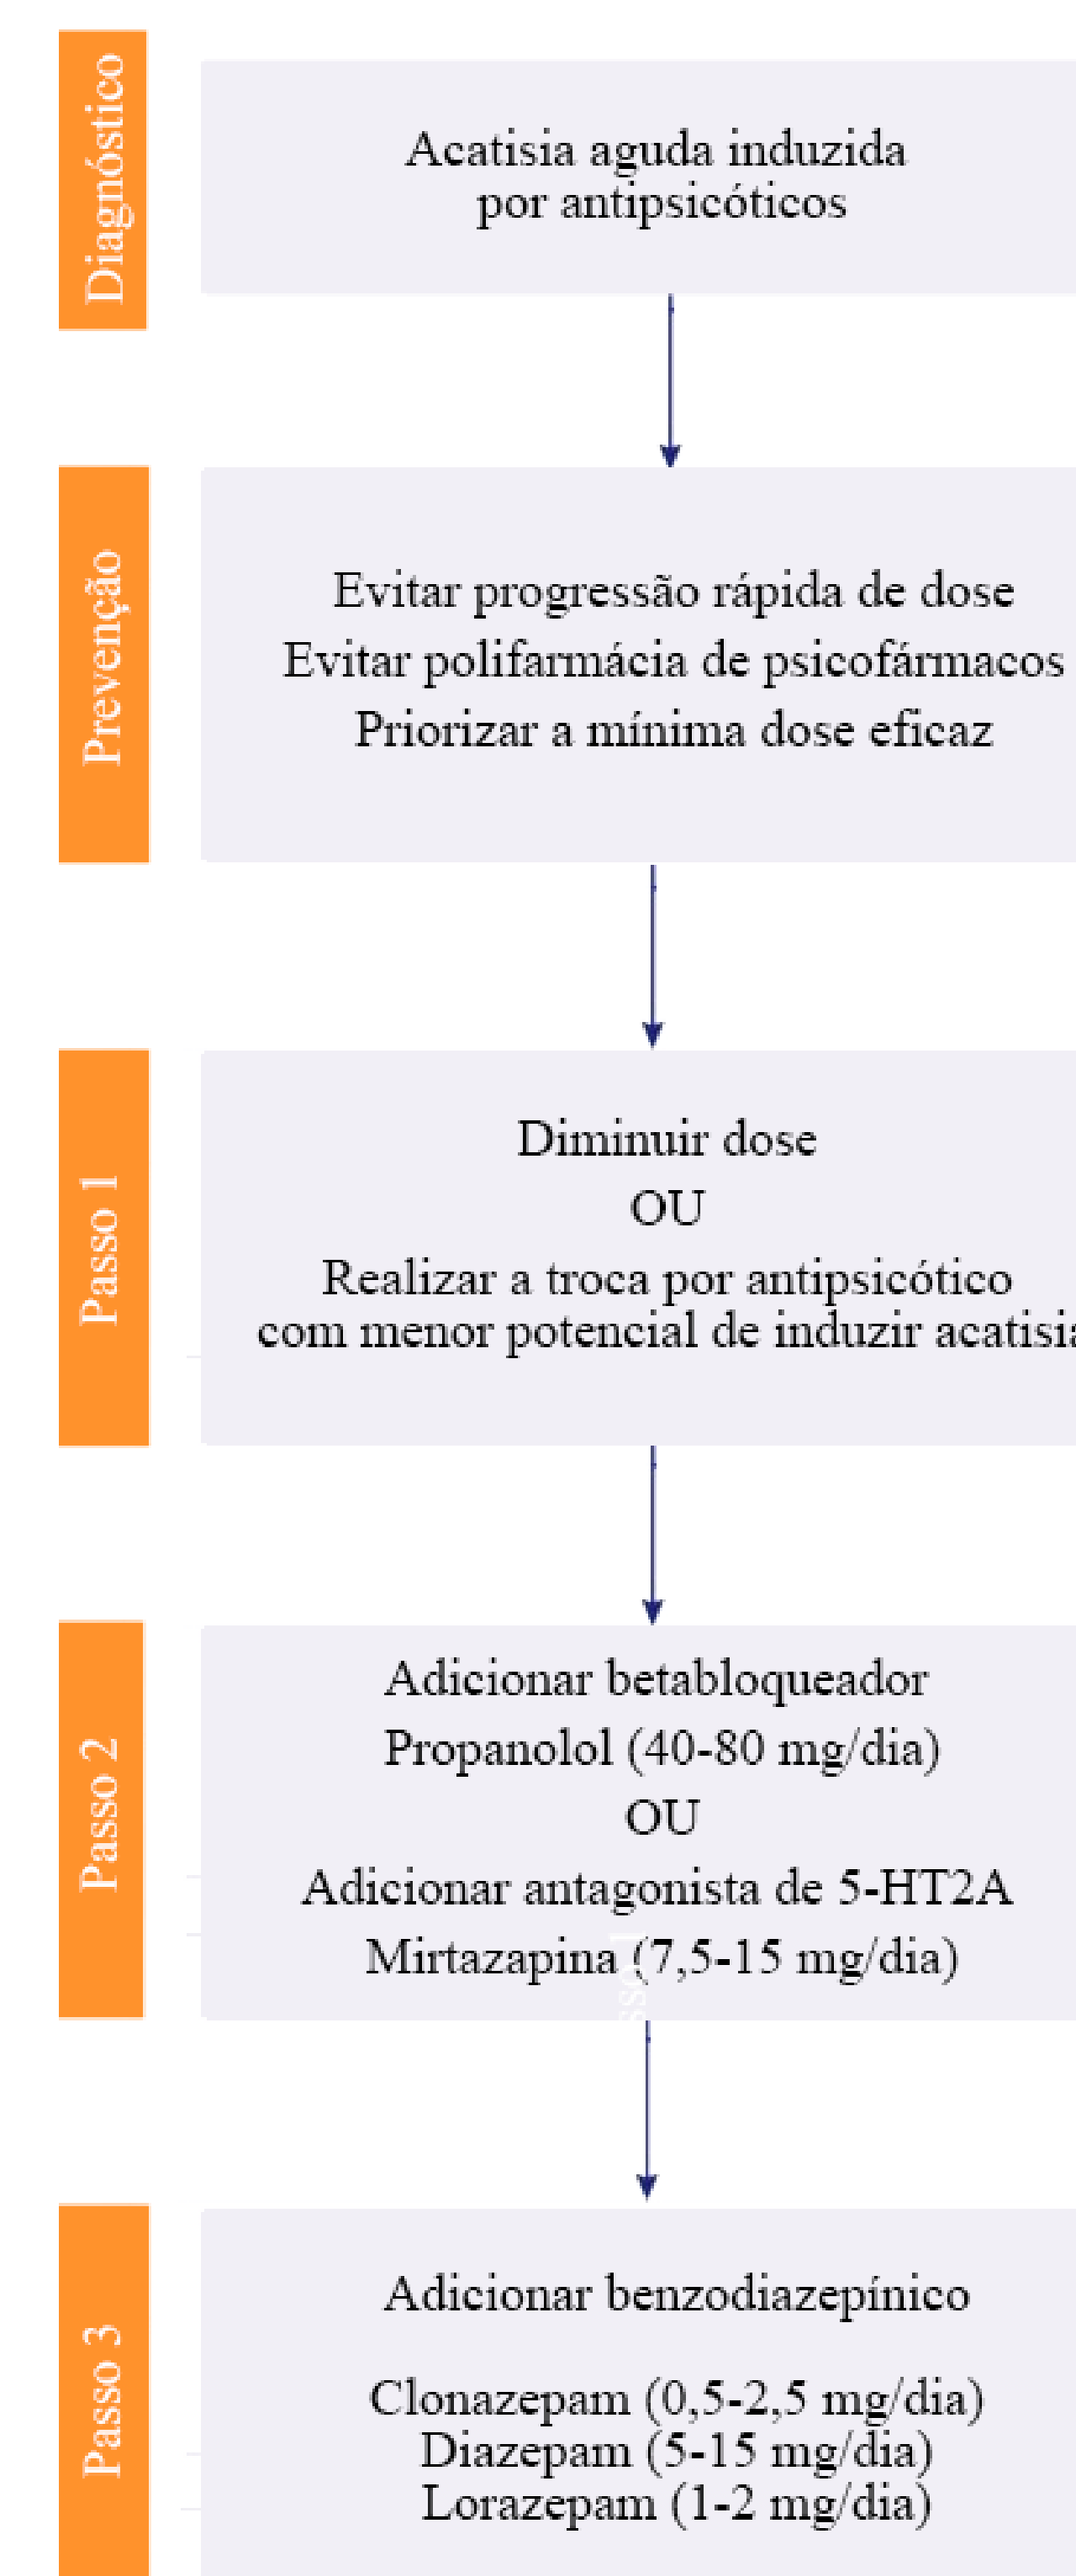 Diagnóstico
Acatisia aguda induzida
por antipsicóticos
Prevenção
Evitar progressão rápida de dose
Evitar polifarmácia de psicofármacos
Priorizar a mínima dose eficaz
Passo 1
Diminuir dose
OU
Realizar a troca por antipsicótico
com menor potencial de induzir acatisia
Passo 2
Adicionar betabloqueador
Propanolol (40-80 mg/dia)
OU
Adicionar antagonista de 5-HT2A
Mirtazapina (7,5-15 mg/dia)
Passo 3
Adicionar benzodiazepínico
Clonazepam (0,5-2,5 mg/dia)
Diazepam (5-15 mg/dia)
Lorazepam (1-2 mg/dia)